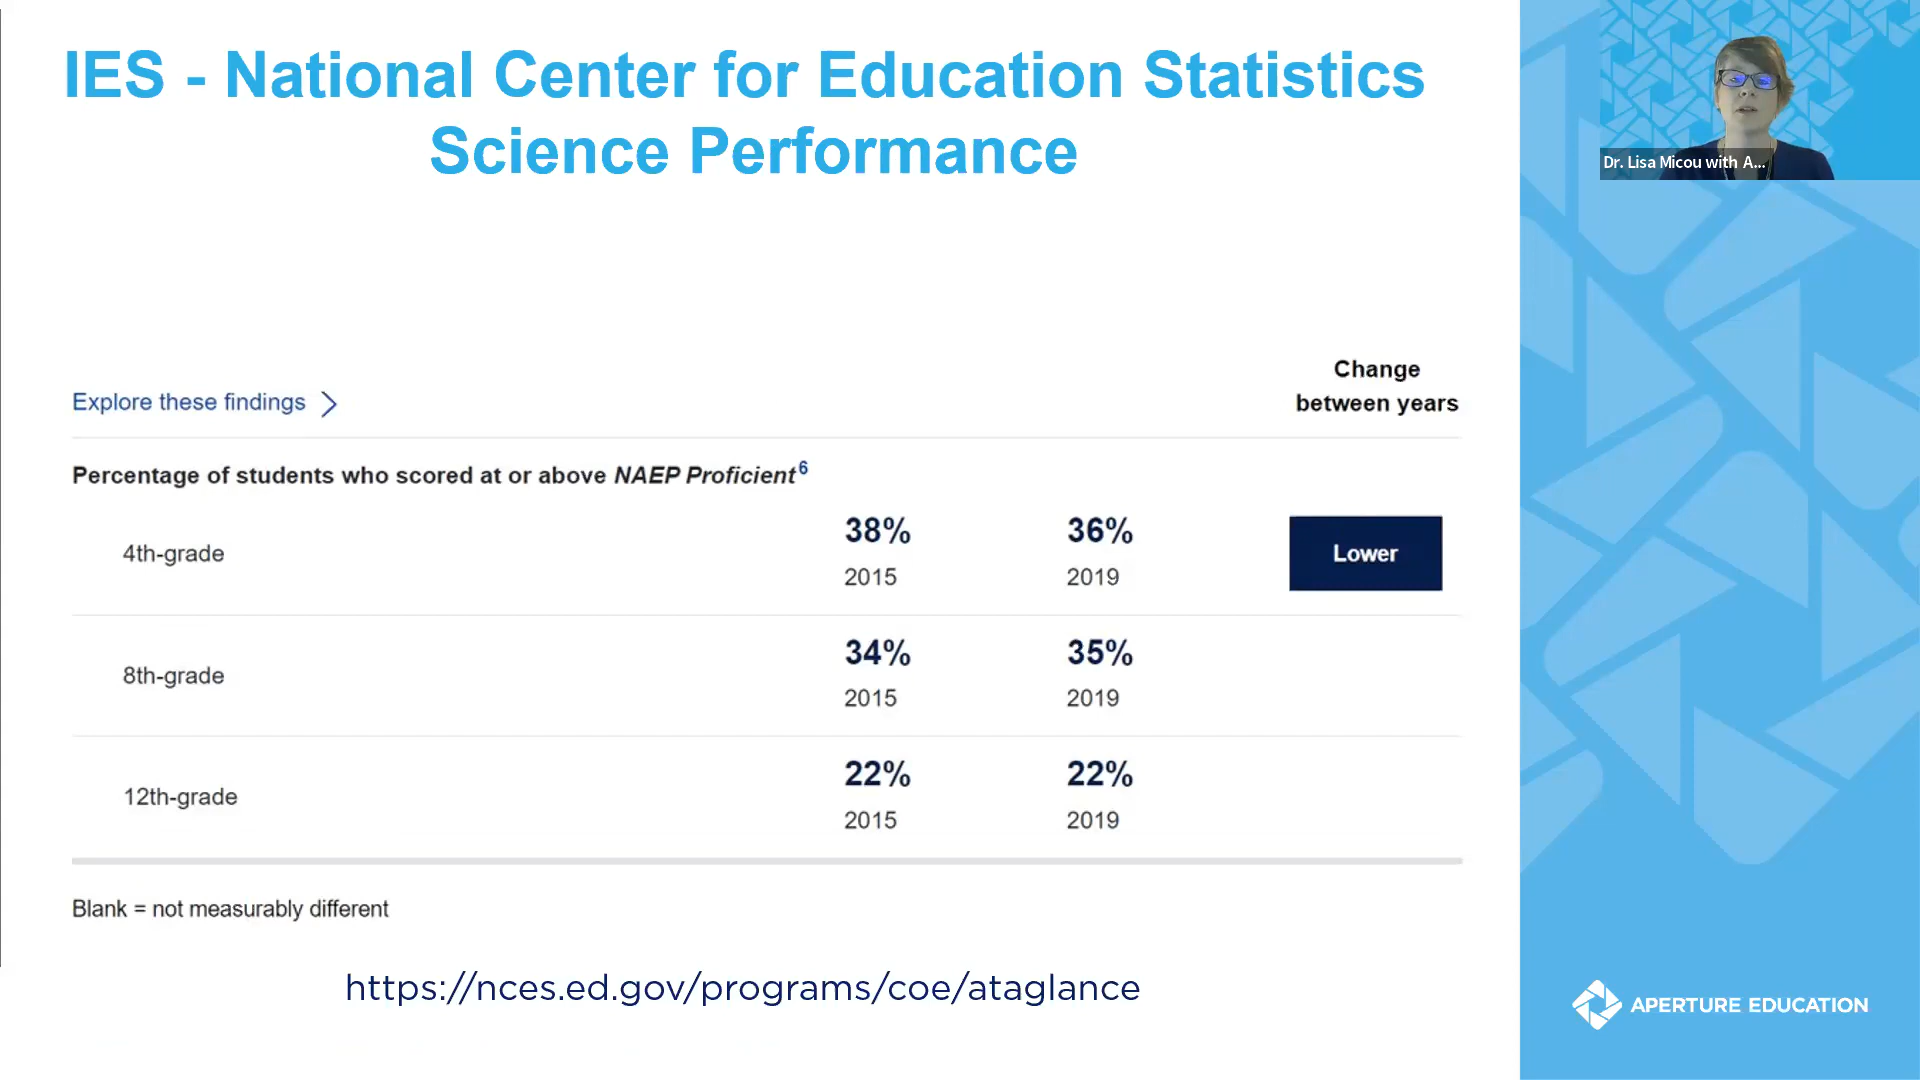 IES - National Center for Education Statistics
Science Performance
Dr. Lisa Micou with A...
Change
between years
Explore these findings
Percentage of students who scored at or above NAEP Proficient6
4th-grade 38% 36% Lower
2015 2019
8th-grade 34% 35%
2015 2019
12th-grade 22% 22%
2015 2019
Blank = not measurably different
https://nces.ed.gov/programs/coe/ataglance
APERTURE EDUCATION